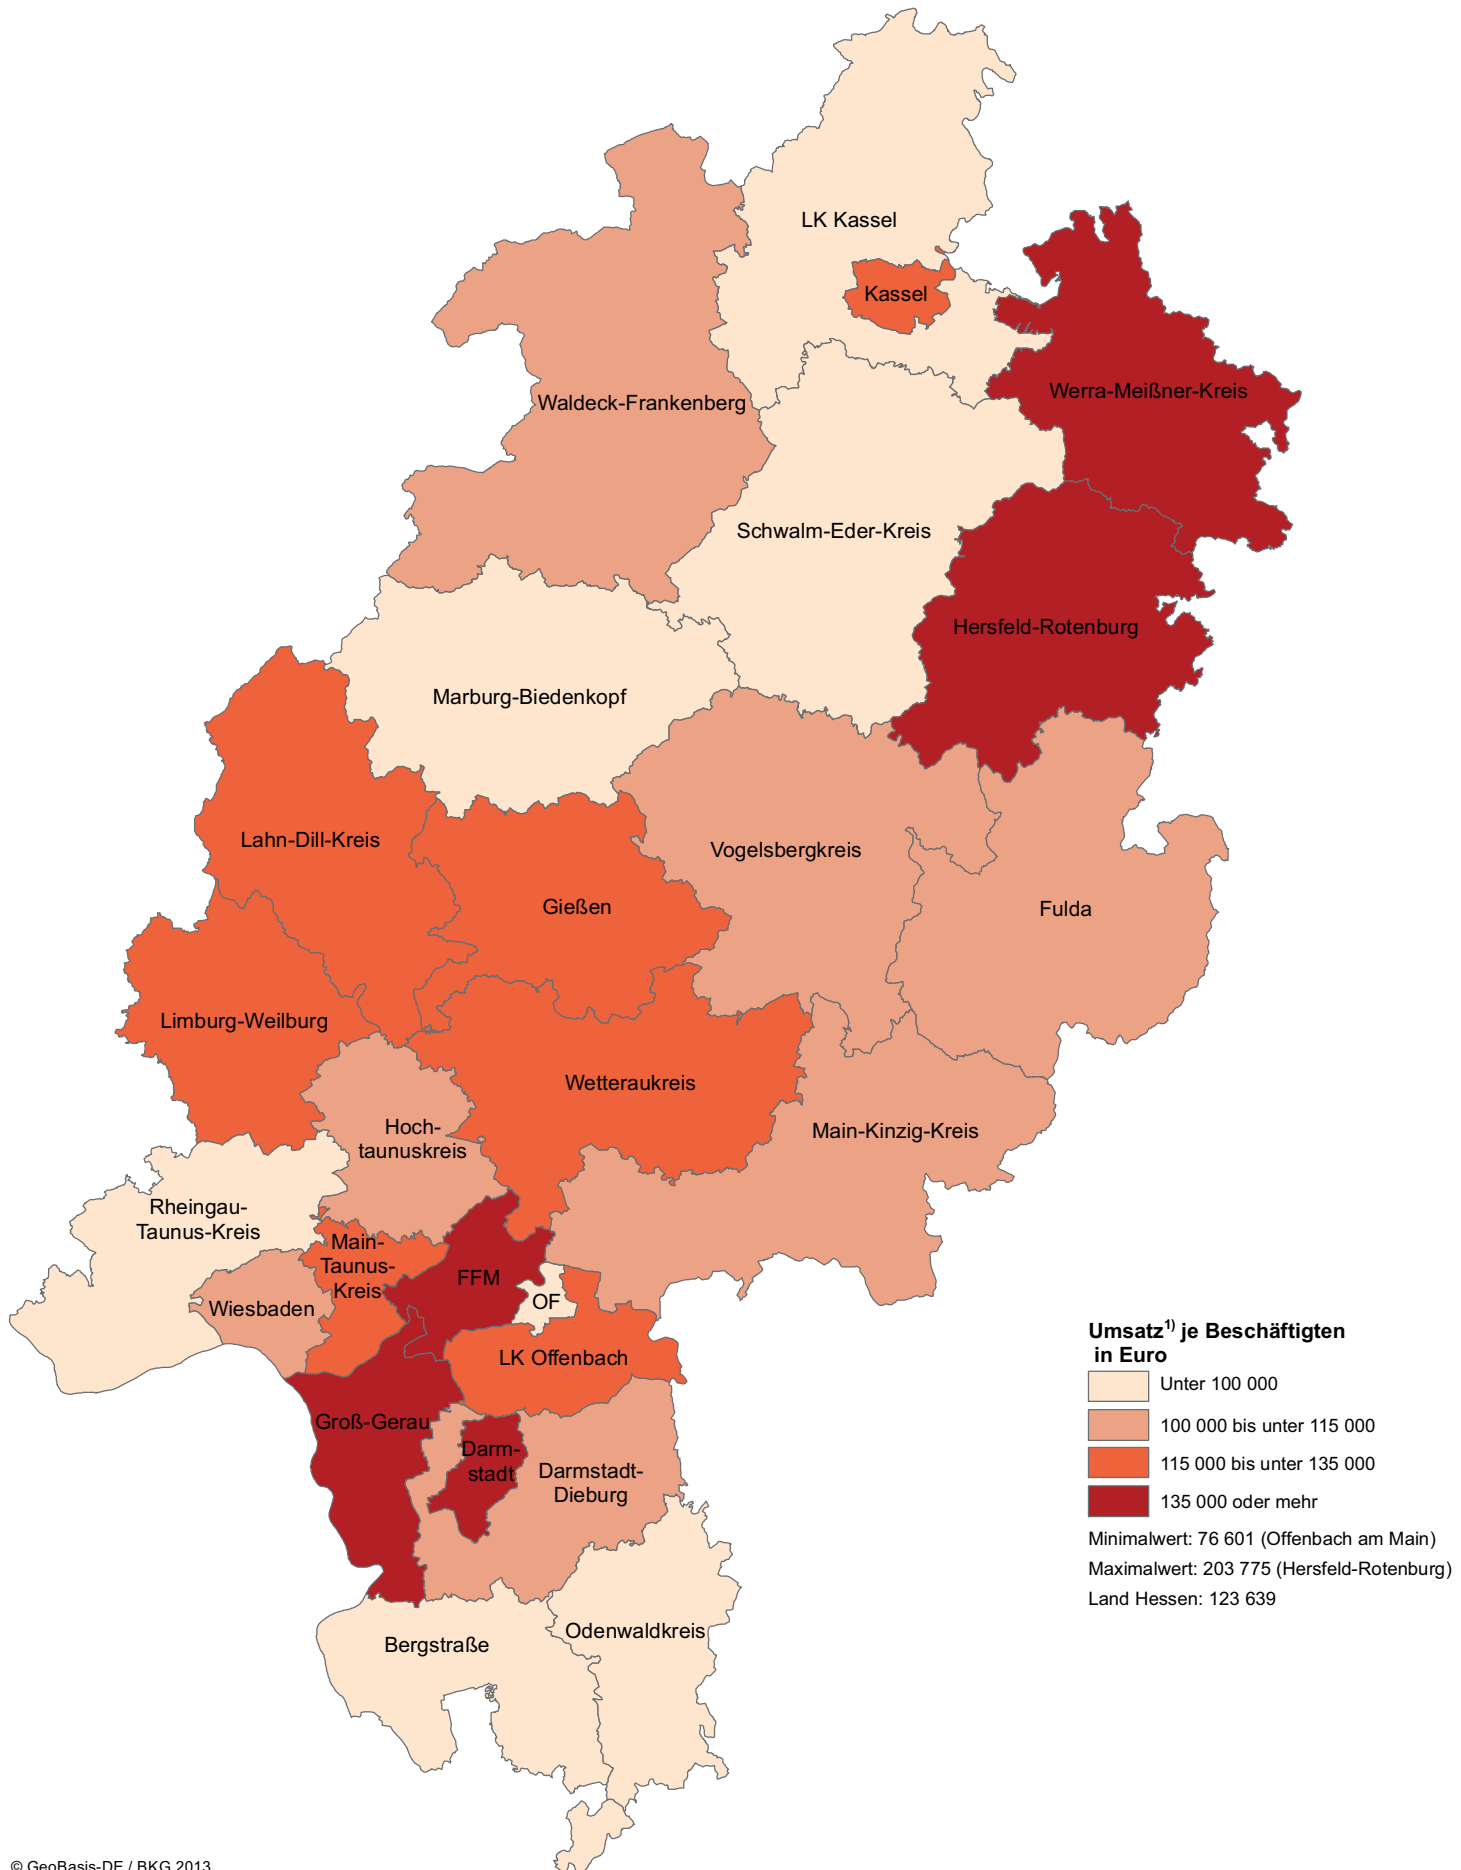 LK Kassel
Kassel
Werra-Meißner-Kreis
Waldeck-Frankenberg
Schwalm-Eder-Kreis
Hersfeld-Rotenburg
Marburg-Biedenkopf
Lahn-Dill-Kreis
Vogelsbergkreis
Gießen
Fulda
Limburg-Weilburg
Wetteraukreis
Hoch-
taunuskreis
Main-Kinzig-Kreis
Rheingau-
Taunus-Kreis
Main-
Taunus-
Kreis
FFM
OF
Wiesbaden
LK Offenbach
Groß-Gerau
Darm-
stadt
Darmstadt-
Dieburg
Odenwaldkreis
Bergstraße
Umsatz¹⁾ je Beschäftigten
in Euro
Unter 100 000
100 000 bis unter 115 000
115 000 bis unter 135 000
135 000 oder mehr
Minimalwert: 76 601 (Offenbach am Main)
Maximalwert: 203 775 (Hersfeld-Rotenburg)
Land Hessen: 123 639
© GeoBasis-DE / BKG 2013